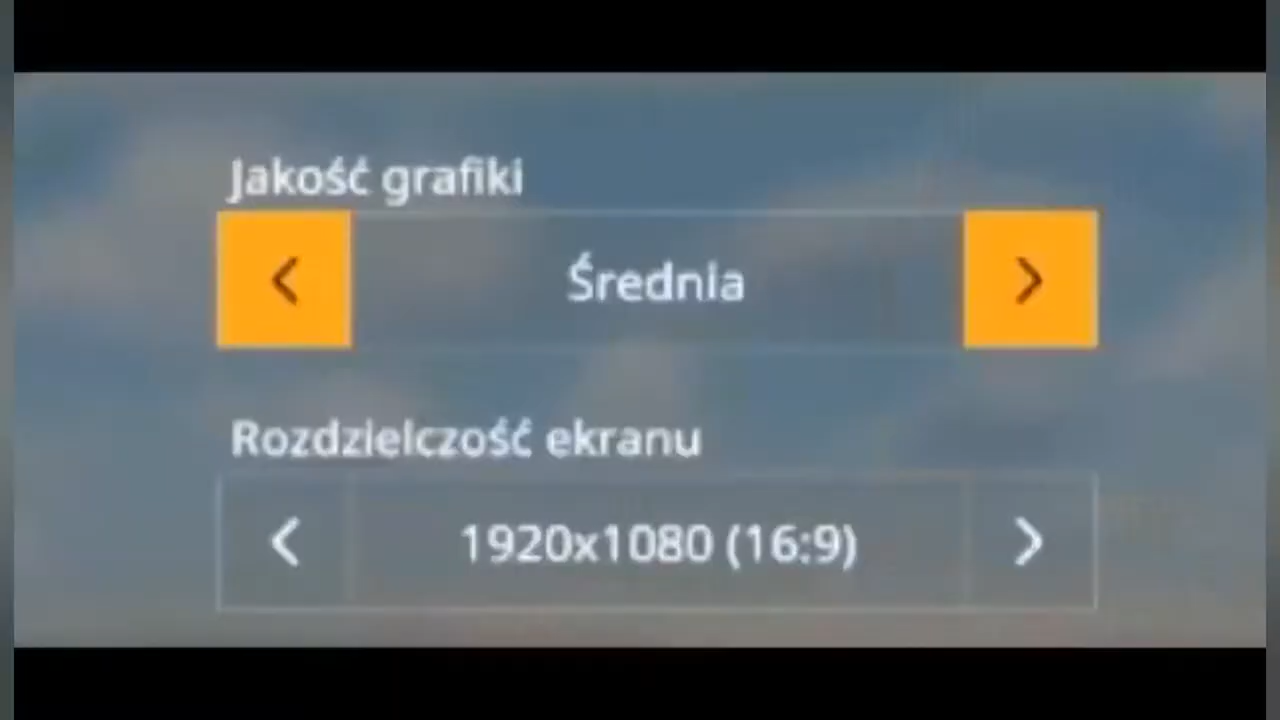 Jakość grafiki
Średnia
Rozdzielczość ekranu
1920x1080 (16:9)